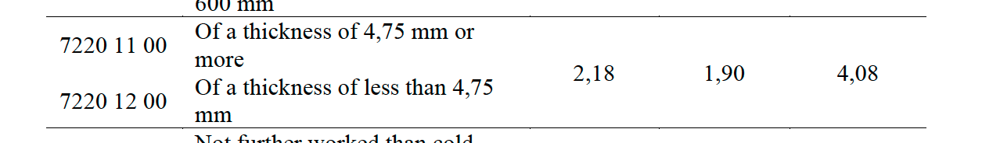 600 mm
7220 11 00 Of a thickness of 4,75 mm or
more
2,18 1,90 4,08
7220 12 00 Of a thickness of less than 4,75
mm
Not further worked than cold